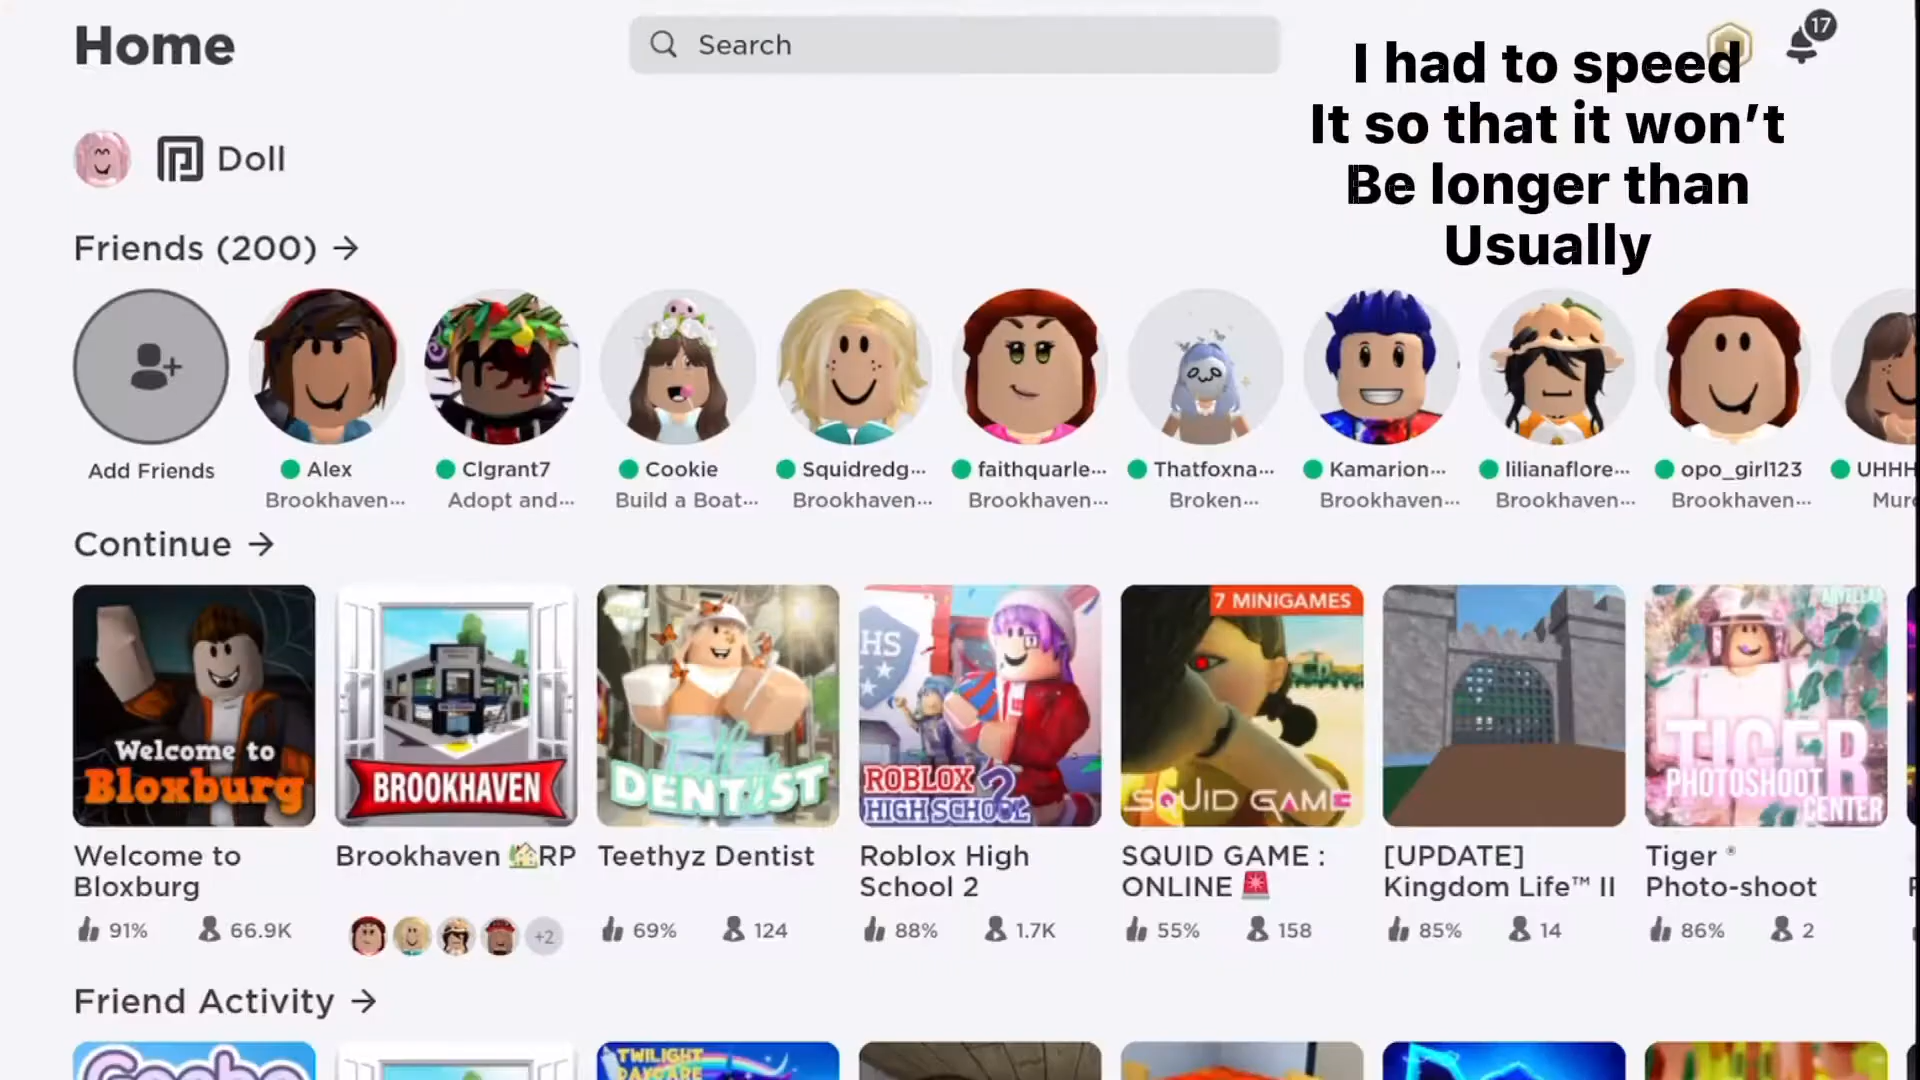 Home
Search
17
I had to speed
It so that it won’t
Be longer than
Usually
Doll
Friends (200)
Add Friends
Alex
Brookhaven...
Clgrant7
Adopt and...
Cookie
Build a Boat...
Squidredg...
Brookhaven...
faithquarle...
Brookhaven...
Thatfoxna...
Broken...
Kamarion...
Brookhaven...
lilianaflore...
Brookhaven...
opo_girl123
Brookhaven...
UHHH
Continue
Welcome to
Bloxburg
BROOKHAVEN
Teethyz
DENTIST
HS
ROBLOX
HIGH SCHOOL 2
7 MINIGAMES
SQUID GAME
TIGER
PHOTOSHOOT
CENTER
Welcome to
Bloxburg
91% 66.9K
Brookhaven 🏡RP
+2
Teethyz Dentist
69% 124
Roblox High
School 2
88% 1.7K
SQUID GAME :
ONLINE 🚨
55% 158
[UPDATE]
Kingdom Life™ II
85% 14
Tiger ®
Photo-shoot
86% 2
Friend Activity
TWILIGHT
DAYCARE